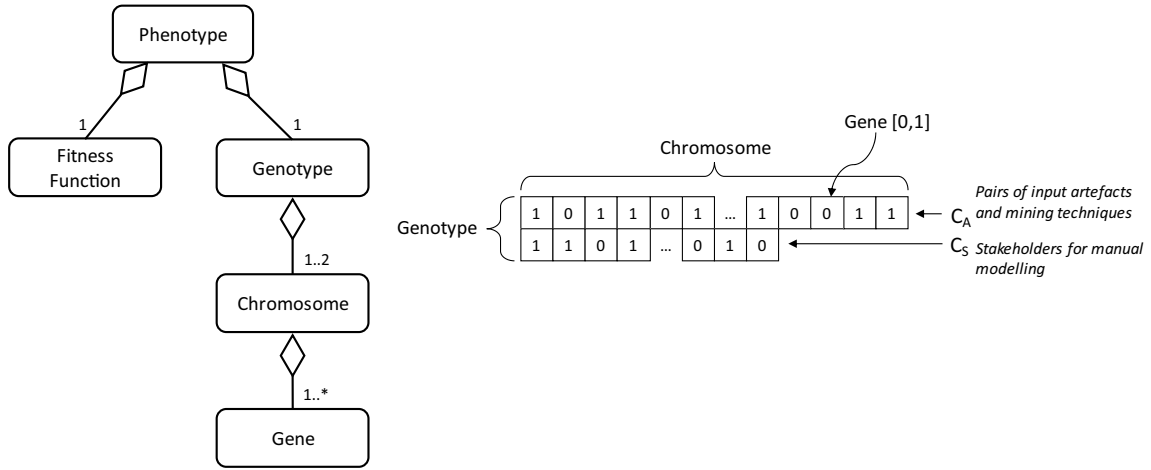 Phenotype
1
1
Fitness
Function
Genotype
1..2
Chromosome
1..*
Gene
Gene [0,1]
Chromosome
Genotype
1 0 1 1 0 1 ... 1 0 0 1 1
1 1 0 1 ... 0 1 0
CA
Pairs of input artefacts
and mining techniques
CS
Stakeholders for manual
modelling